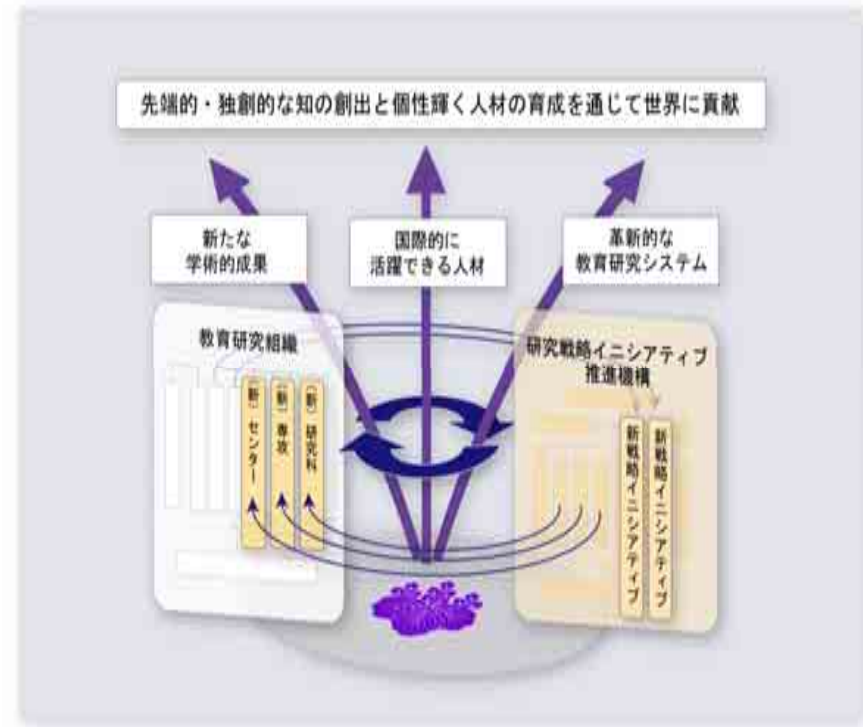 先端的・独創的な知の創出と個性輝く人材の育成を通じて世界に貢献
新たな
学術的成果
国際的に
活躍できる人材
革新的な
教育研究システム
教育研究組織
研究戦略イニシアティブ
推進機構
(新)センター
(新)専攻
(新)研究科
新戦略イニシアティブ
新戦略イニシアティブ